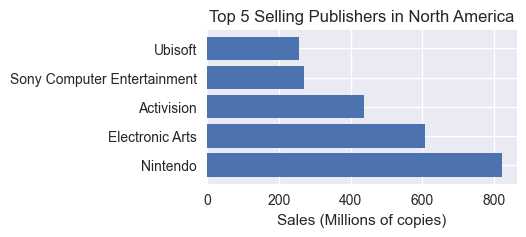 Top 5 Selling Publishers in North America
Ubisoft
Sony Computer Entertainment
Activision
Electronic Arts
Nintendo
0 200 400 600 800
Sales (Millions of copies)